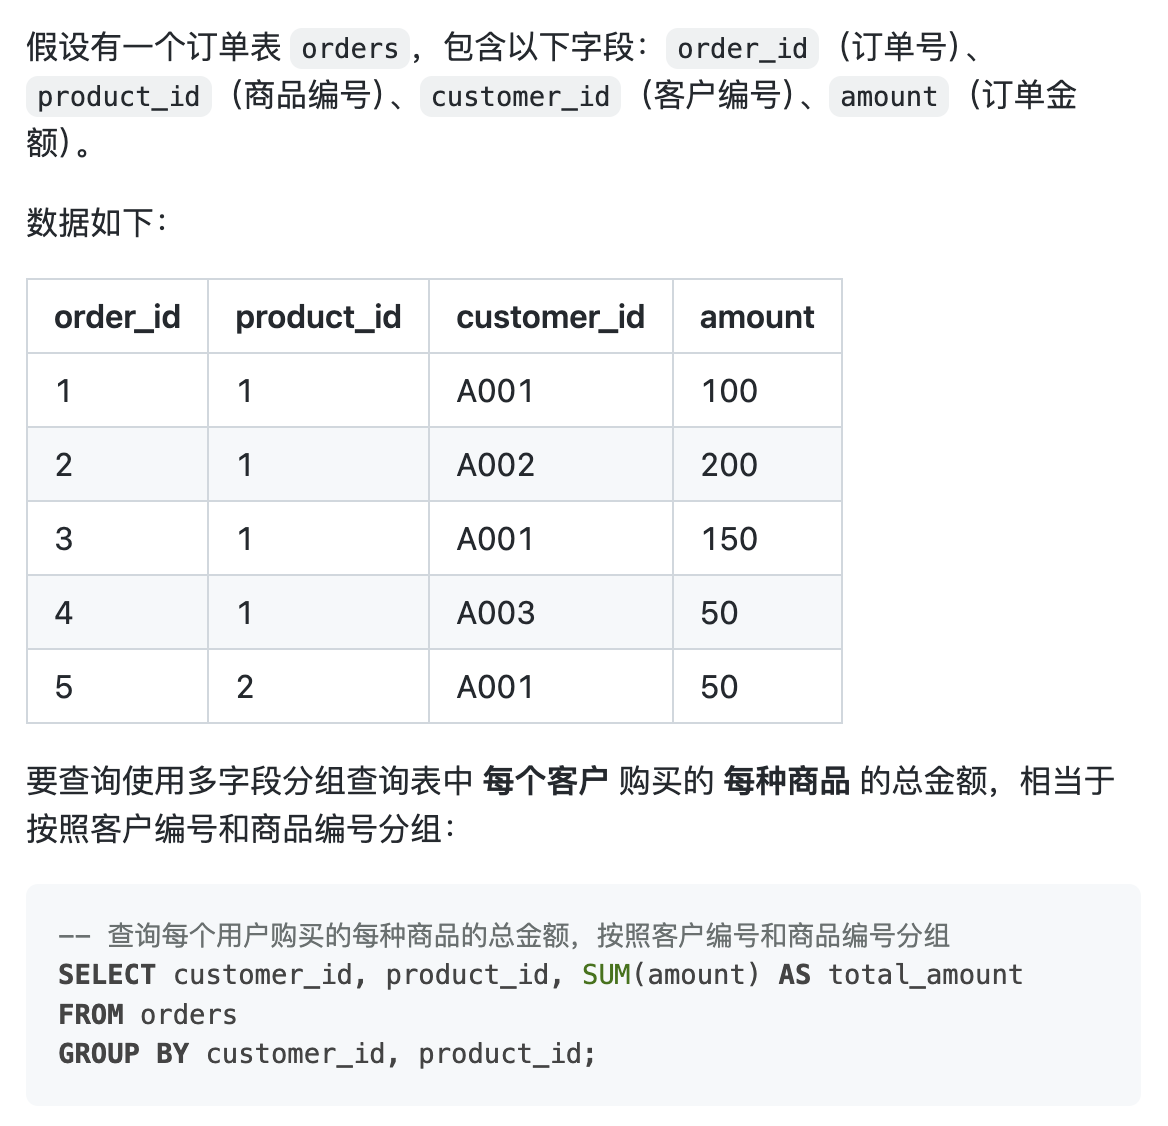 假设有一个订单表 orders，包含以下字段：order_id（订单号）、
product_id（商品编号）、customer_id（客户编号）、amount（订单金
额）。
数据如下：
order_id product_id customer_id amount
1 1 A001 100
2 1 A002 200
3 1 A001 150
4 1 A003 50
5 2 A001 50
要查询使用多字段分组查询表中 每个客户 购买的 每种商品 的总金额，相当于
按照客户编号和商品编号分组：
-- 查询每个用户购买的每种商品的总金额，按照客户编号和商品编号分组
SELECT customer_id, product_id, SUM(amount) AS total_amount
FROM orders
GROUP BY customer_id, product_id;